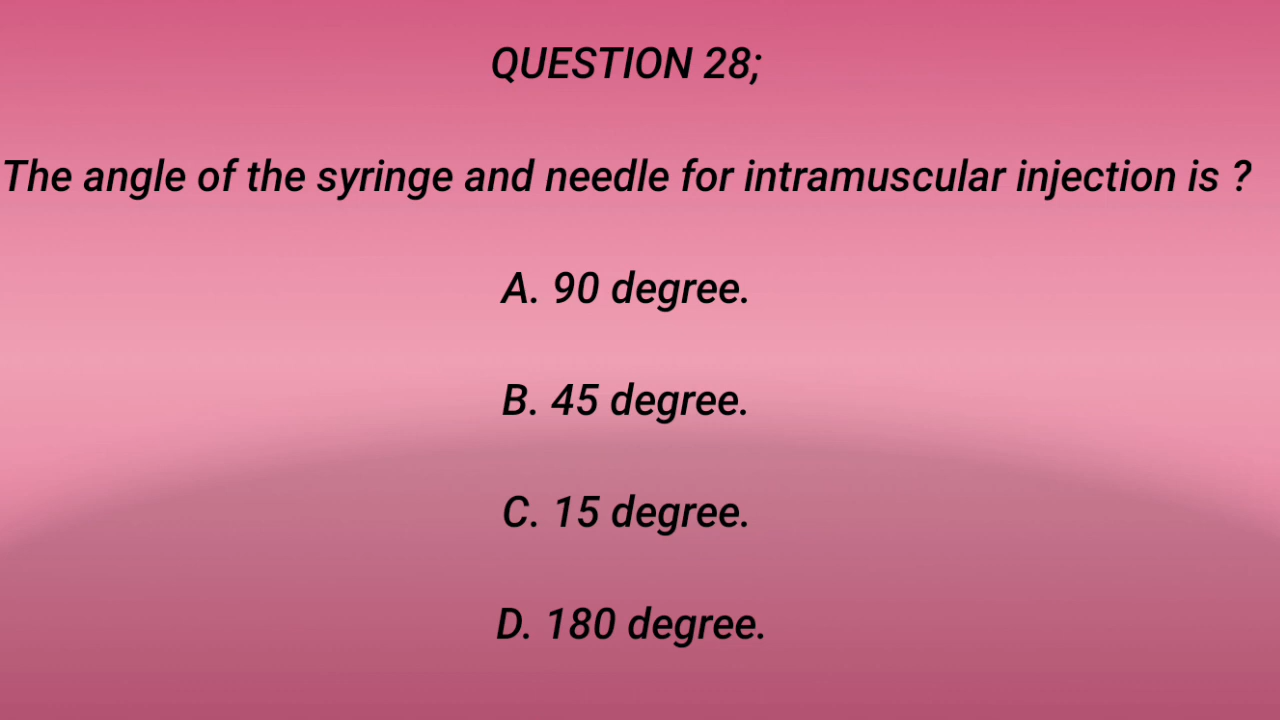 QUESTION 28;
The angle of the syringe and needle for intramuscular injection is ?
A. 90 degree.
B. 45 degree.
C. 15 degree.
D. 180 degree.